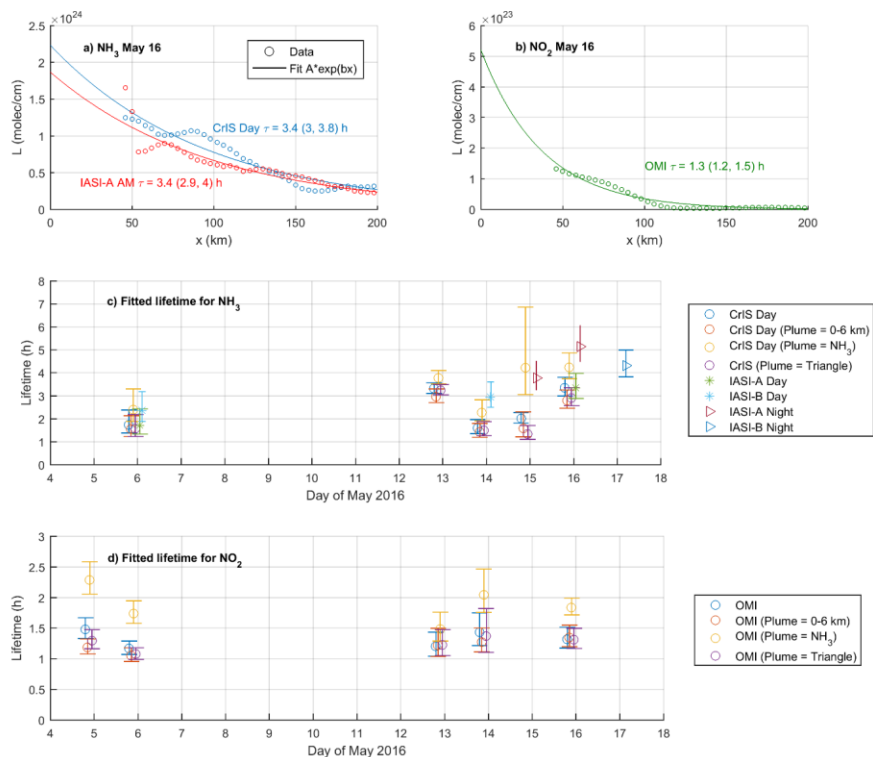 ×10^24
2.5
2
1.5
1
0.5
0
L (molec/cm)
a) NH3 May 16
Data
Fit A*exp(bx)
CrIS Day τ = 3.4 (3, 3.8) h
IASI-A AM τ = 3.4 (2.9, 4) h
0 50 100 150 200
x (km)
×10^23
6
5
4
3
2
1
0
L (molec/cm)
b) NO2 May 16
OMI τ = 1.3 (1.2, 1.5) h
0 50 100 150 200
x (km)
8
7
6
5
4
3
2
1
0
Lifetime (h)
c) Fitted lifetime for NH3
4 5 6 7 8 9 10 11 12 13 14 15 16 17 18
Day of May 2016
CrIS Day
CrIS Day (Plume = 0-6 km)
CrIS Day (Plume = NH3)
CrIS (Plume = Triangle)
IASI-A Day
IASI-B Day
IASI-A Night
IASI-B Night
3
2.5
2
1.5
1
0.5
0
Lifetime (h)
d) Fitted lifetime for NO2
4 5 6 7 8 9 10 11 12 13 14 15 16 17 18
Day of May 2016
OMI
OMI (Plume = 0-6 km)
OMI (Plume = NH3)
OMI (Plume = Triangle)